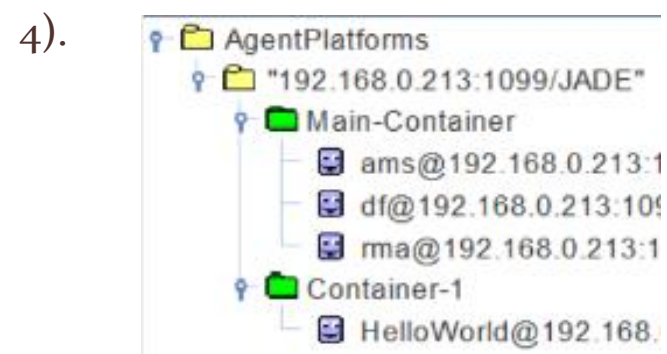 4).
AgentPlatforms
"192.168.0.213:1099/JADE"
Main-Container
ams@192.168.0.213:1
df@192.168.0.213:109
rma@192.168.0.213:1
Container-1
HelloWorld@192.168.